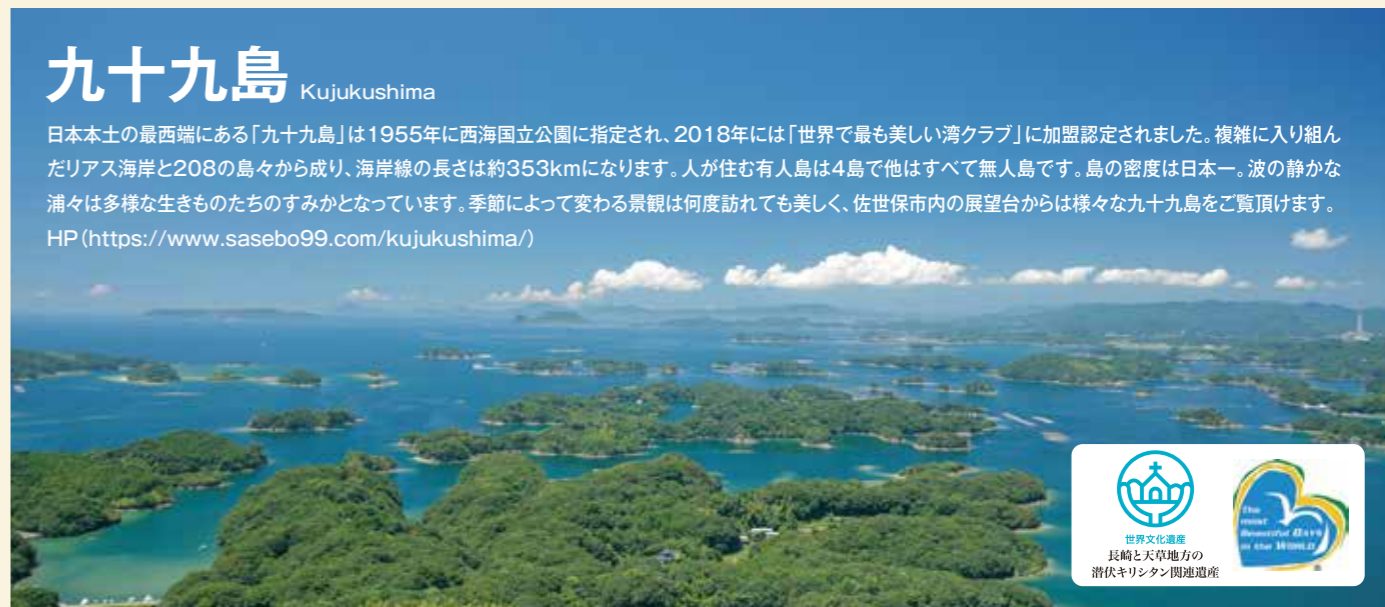 九十九島 Kujukushima
日本本土の最西端にある「九十九島」は1955年に西海国立公園に指定され、2018年には「世界で最も美しい湾クラブ」に加盟認定されました。複雑に入り組ん
だリアス海岸と208の島々から成り、海岸線の長さは約353kmになります。人が住む有人島は4島で他はすべて無人島です。島の密度は日本一。波の静かな
浦々は多様な生きものたちのすみかとなっています。季節によって変わる景観は何度訪れても美しく、佐世保市内の展望台からは様々な九十九島をご覧頂けます。
HP(https://www.sasebo99.com/kujukushima/)
世界文化遺産
長崎と天草地方の
潜伏キリシタン関連遺産
The
most
Beautiful BAYS
in the WORLD